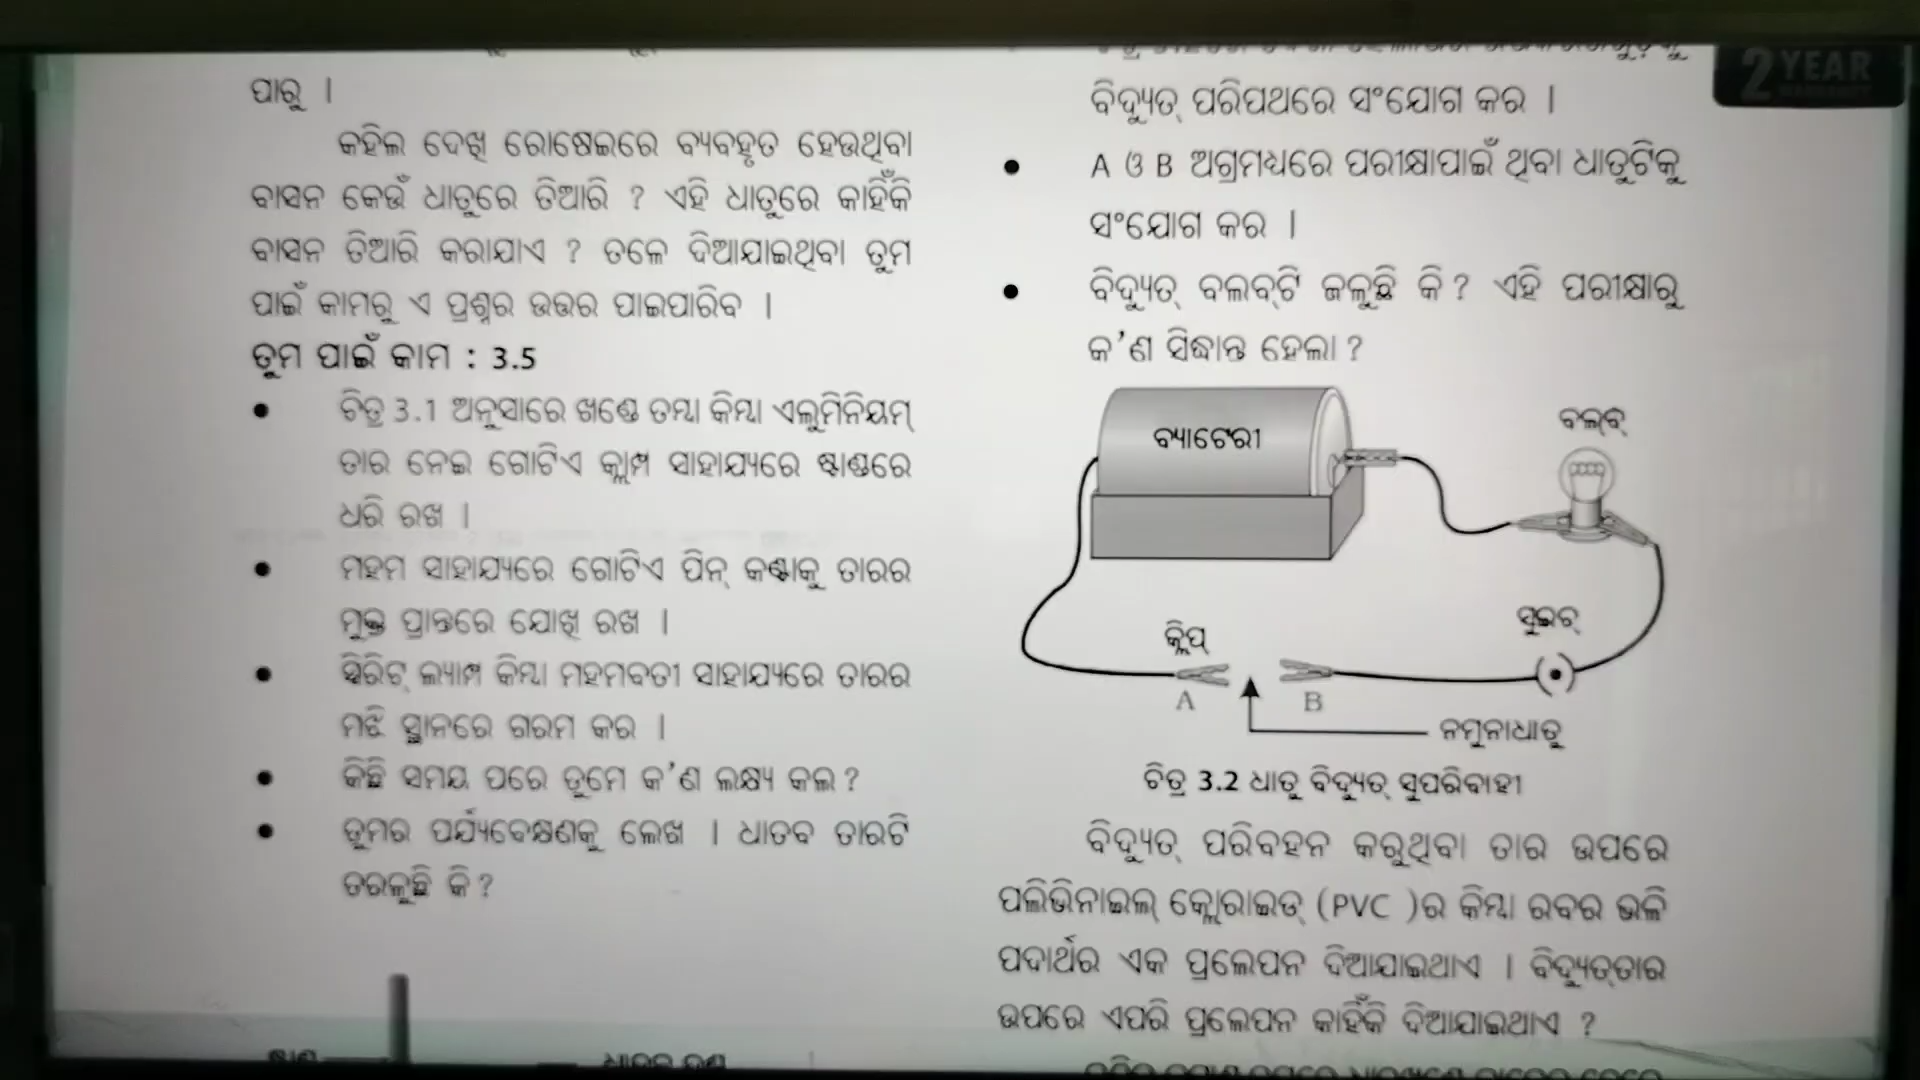 ପାରୁ ।
କହିଲ ଦେଖି ରୋଷେଇରେ ବ୍ୟବହୃତ ହେଉଥିବା
ବାସନ କେଉଁ ଧାତୁରେ ତିଆରି ? ଏହି ଧାତୁରେ କାହିଁକି
ବାସନ ତିଆରି କରାଯାଏ ? ତଳେ ଦିଆଯାଇଥିବା ତୁମ
ପାଇଁ କାମରୁ ଏ ପ୍ରଶ୍ନର ଉତ୍ତର ପାଇପାରିବ ।
ତୁମ ପାଇଁ କାମ : 3.5
• ଚିତ୍ର 3.1 ଅନୁସାରେ ଖଣ୍ଡେ ତମ୍ବା କିମ୍ବା ଏଲୁମିନିୟମ୍
ତାର ନେଇ ଗୋଟିଏ କ୍ଲାମ୍ପ ସାହାଯ୍ୟରେ ଷ୍ଟାଣ୍ଡରେ
ଧରି ରଖ ।
• ମହମ ସାହାଯ୍ୟରେ ଗୋଟିଏ ପିନ୍ କଣ୍ଟାକୁ ତାରର
ମୁକ୍ତ ପ୍ରାନ୍ତରେ ଯୋଖି ରଖ ।
• ସ୍ପିରିଟ୍ ଲ୍ୟାମ୍ପ କିମ୍ବା ମହମବତୀ ସାହାଯ୍ୟରେ ତାରର
ମଝି ସ୍ଥାନରେ ଗରମ କର ।
• କିଛି ସମୟ ପରେ ତୁମେ କ'ଣ ଲକ୍ଷ୍ୟ କଲ ?
• ତୁମର ପର୍ଯ୍ୟବେକ୍ଷଣକୁ ଲେଖ । ଧାତବ ତାରଟି
ତରଳୁଛି କି ?
ବିଦ୍ୟୁତ୍ ପରିପଥରେ ସଂଯୋଗ କର ।
• A ଓ B ଅଗ୍ରମଧ୍ୟରେ ପରୀକ୍ଷାପାଇଁ ଥିବା ଧାତୁଟିକୁ
ସଂଯୋଗ କର ।
• ବିଦ୍ୟୁତ୍ ବଲବ୍‌ଟି ଜଳୁଛି କି ? ଏହି ପରୀକ୍ଷାରୁ
କ'ଣ ସିଦ୍ଧାନ୍ତ ହେଲା ?
ବ୍ୟାଟେରୀ
ବଲ୍‌ବ୍
ସୁଇଚ୍
କ୍ଲିପ୍
A
B
ନମୁନାଧାତୁ
ଚିତ୍ର 3.2 ଧାତୁ ବିଦ୍ୟୁତ୍ ସୁପରିବାହୀ
ବିଦ୍ୟୁତ୍ ପରିବହନ କରୁଥିବା ତାର ଉପରେ
ପଲିଭିନାଇଲ୍ କ୍ଲୋରାଇଡ୍ (PVC )ର କିମ୍ବା ରବର ଭଳି
ପଦାର୍ଥର ଏକ ପ୍ରଲେପନ ଦିଆଯାଇଥାଏ । ବିଦ୍ୟୁତ୍‌ତାର
ଉପରେ ଏପରି ପ୍ରଲେପନ କାହିଁକି ଦିଆଯାଇଥାଏ ?
2 YEAR